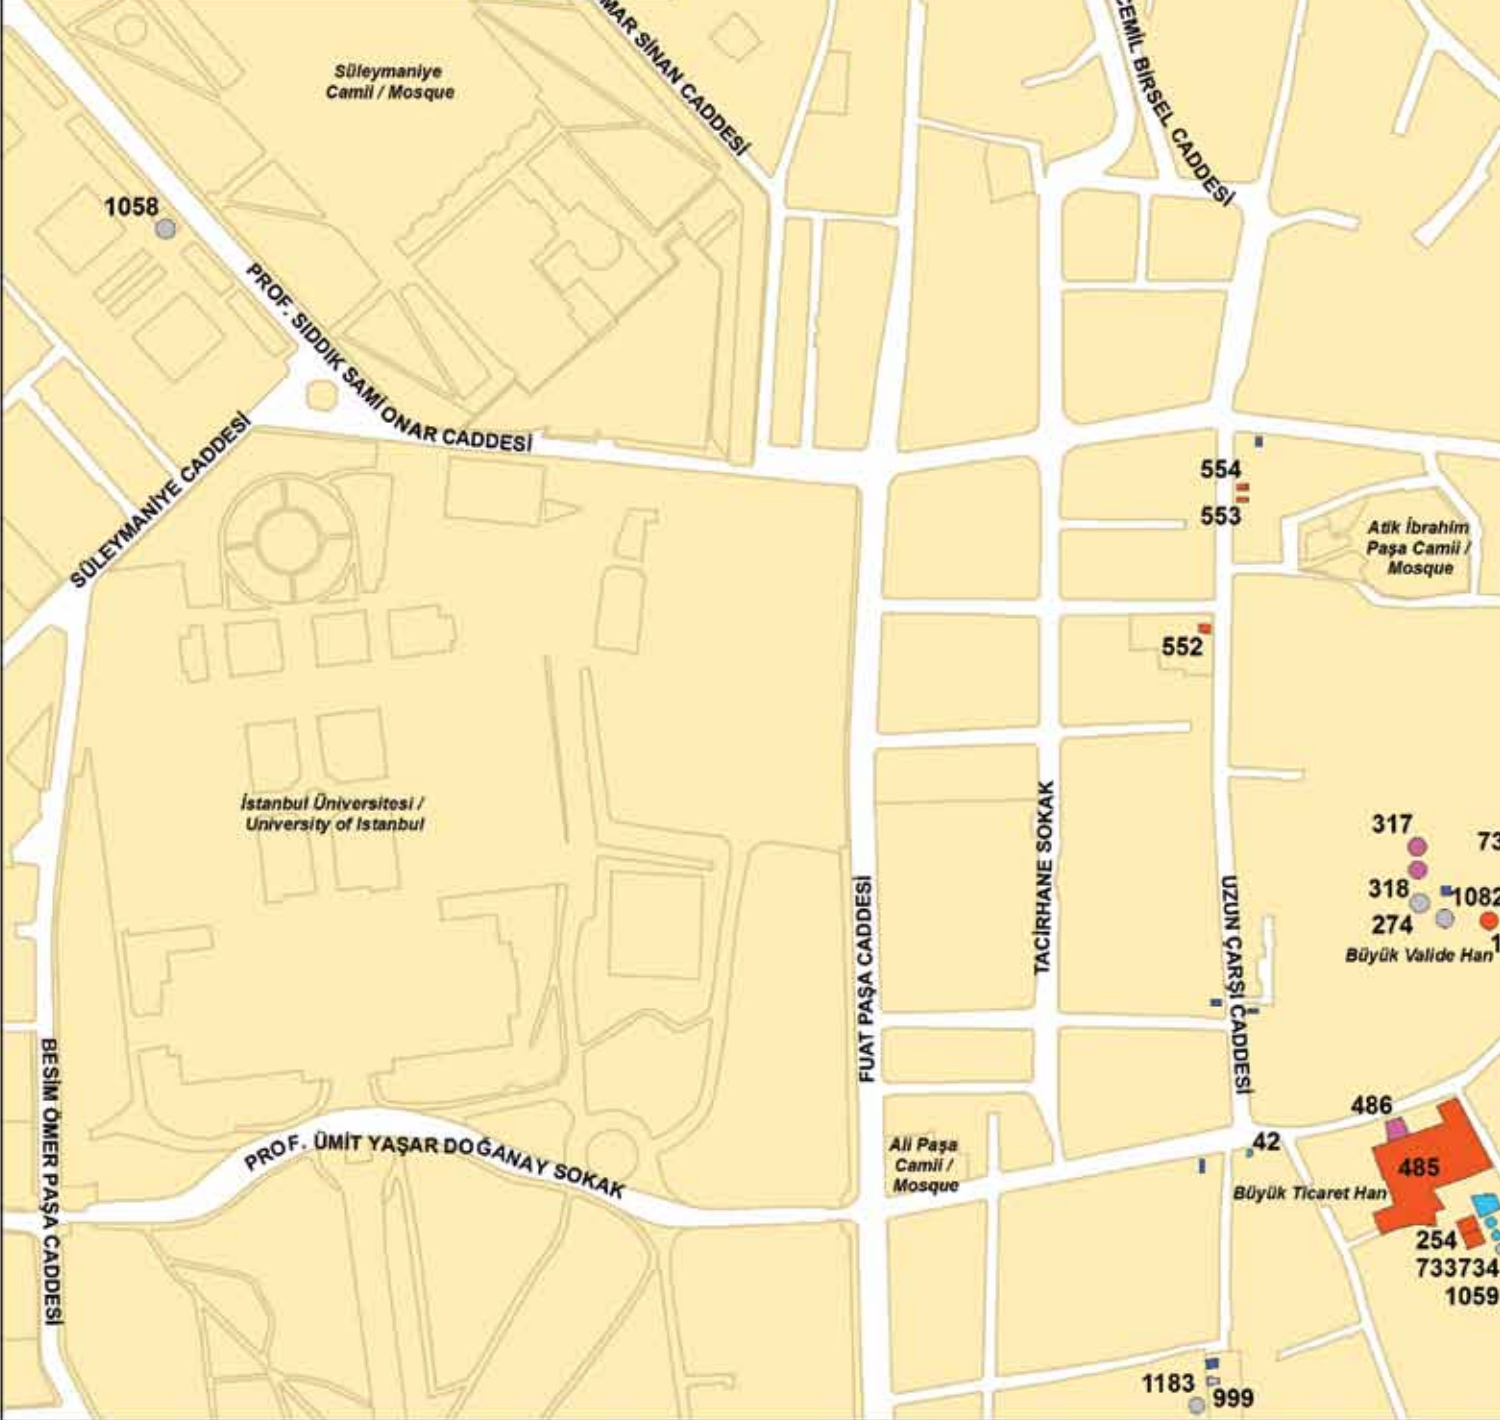 MAR SİNAN CADDESİ
CEMİL BİRSEL CADDESİ
Süleymaniye
Camii / Mosque
1058
PROF. SIDDIK SAMİ ONAR CADDESİ
SÜLEYMANİYE CADDESİ
554
553
Atik İbrahim
Paşa Camii /
Mosque
552
İstanbul Üniversitesi /
University of Istanbul
317
73
318
1082
274
1
Büyük Valide Han
TACİRHANE SOKAK
FUAT PAŞA CADDESİ
UZUN ÇARŞI CADDESİ
BESİM ÖMER PAŞA CADDESİ
PROF. ÜMİT YAŞAR DOĞANAY SOKAK
Ali Paşa
Camii /
Mosque
486
42
485
Büyük Ticaret Han
254
733734
1059
1183
999